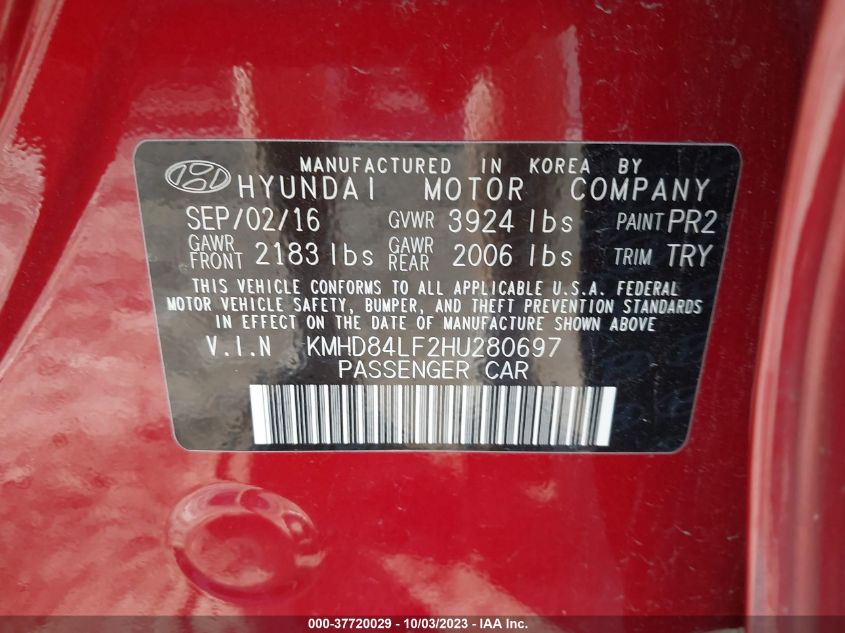 MANUFACTURED IN KOREA BY
HYUNDAI MOTOR COMPANY
SEP/02/16 GVWR 3924 lbs PAINT PR2
GAWR FRONT 2183 lbs GAWR REAR 2006 lbs TRIM TRY
THIS VEHICLE CONFORMS TO ALL APPLICABLE U.S.A. FEDERAL
MOTOR VEHICLE SAFETY, BUMPER, AND THEFT PREVENTION STANDARDS
IN EFFECT ON THE DATE OF MANUFACTURE SHOWN ABOVE
V.I.N KMHD84LF2HU280697
PASSENGER CAR
000-37720029 - 10/03/2023 - IAA Inc.